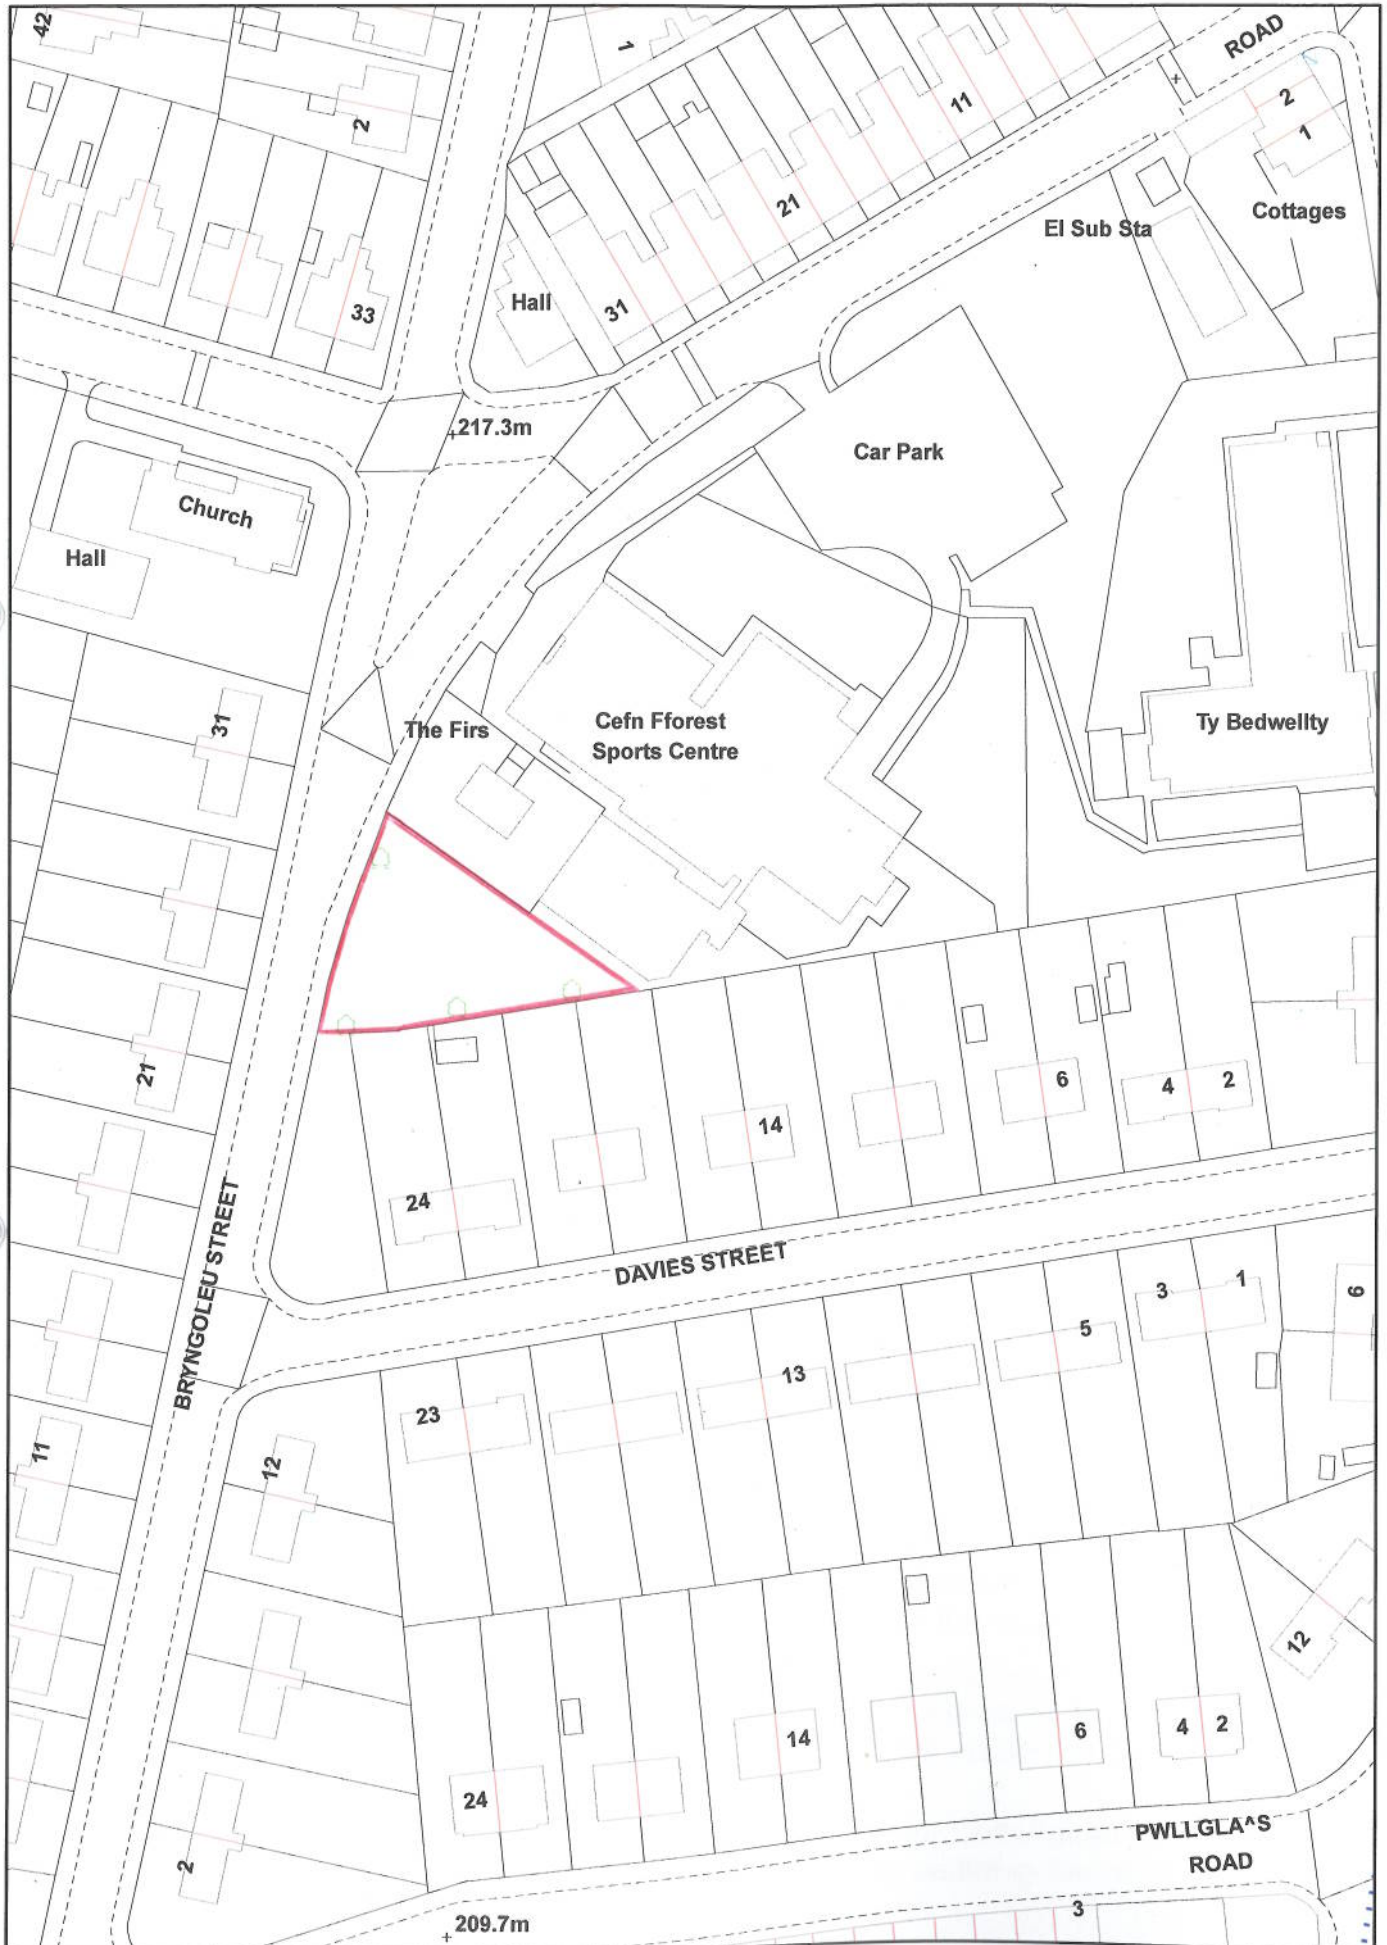 42
1
ROAD
2
11
2
1
21
Cottages
El Sub Sta
Hall
31
33
217.3m
Car Park
Church
Hall
31
The Firs
Cefn Fforest
Sports Centre
Ty Bedwellty
21
6
4
2
14
24
DAVIES STREET
BRYNGOLEU STREET
3
1
6
5
13
23
11
12
12
14
6
4
2
24
PWLLGLA^S
ROAD
2
3
209.7m